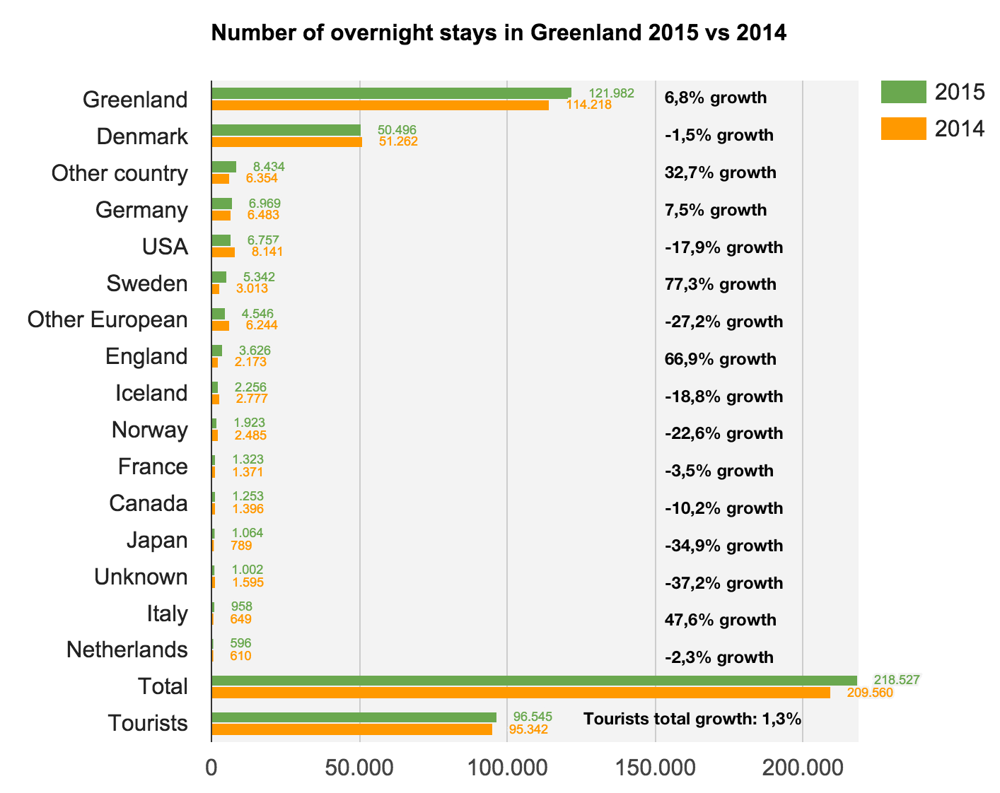 Number of overnight stays in Greenland 2015 vs 2014
2015
2014
Greenland 121.982 6,8% growth
114.218
Denmark 50.496 -1,5% growth
51.262
Other country 8.434 32,7% growth
6.354
Germany 6.969 7,5% growth
6.483
USA 6.757 -17,9% growth
8.141
Sweden 5.342 77,3% growth
3.013
Other European 4.546 -27,2% growth
6.244
England 3.626 66,9% growth
2.173
Iceland 2.256 -18,8% growth
2.777
Norway 1.923 -22,6% growth
2.485
France 1.323 -3,5% growth
1.371
Canada 1.253 -10,2% growth
1.396
Japan 1.064 -34,9% growth
789
Unknown 1.002 -37,2% growth
1.595
Italy 958 47,6% growth
649
Netherlands 596 -2,3% growth
610
Total 218.527
209.560
Tourists 96.545 Tourists total growth: 1,3%
95.342
0 50.000 100.000 150.000 200.000